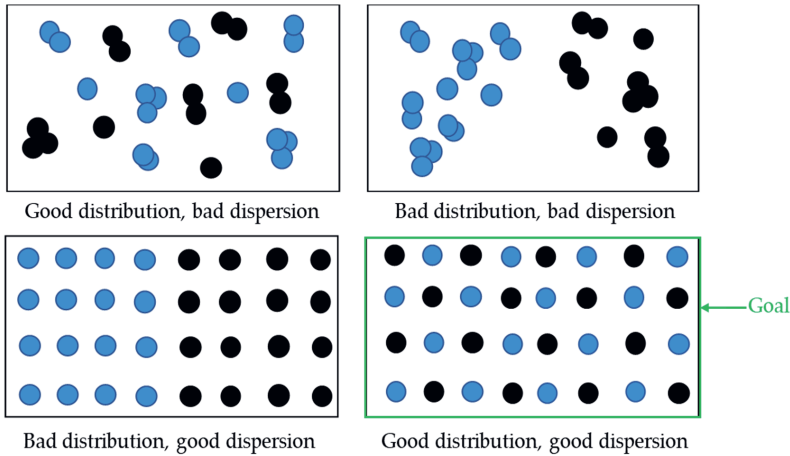 Good distribution, bad dispersion
Bad distribution, bad dispersion
Goal
Bad distribution, good dispersion
Good distribution, good dispersion